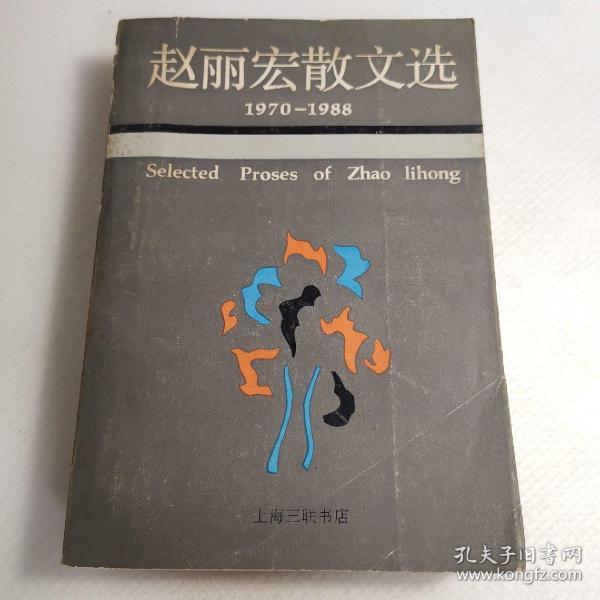 赵丽宏散文选
1970-1988
Selected Proses of Zhao lihong
上海三联书店
孔夫子旧书网
www.kongfz.com